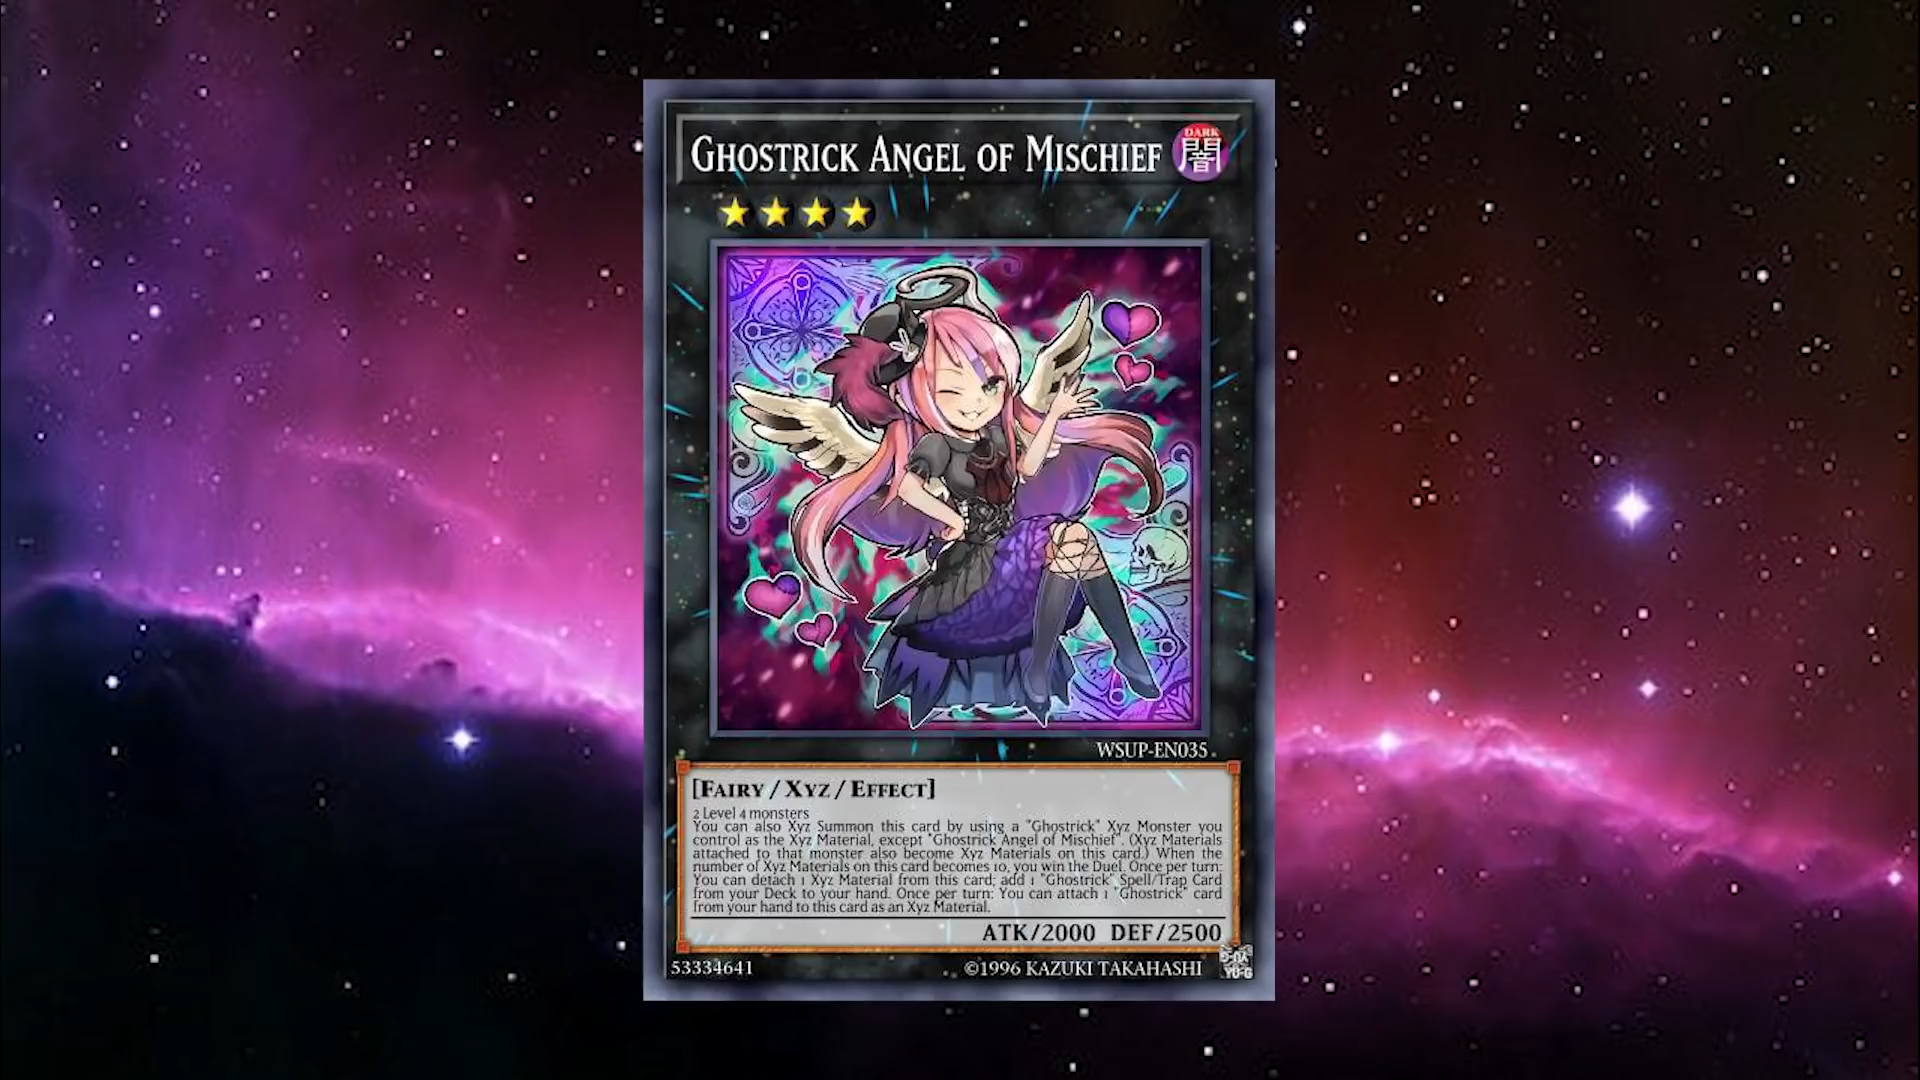 GHOSTRICK ANGEL OF MISCHIEF
DARK
闇
WSUP-EN035
[FAIRY / XYZ / EFFECT]
2 Level 4 monsters
You can also Xyz Summon this card by using a "Ghostrick" Xyz Monster you
control as the Xyz Material, except "Ghostrick Angel of Mischief". (Xyz Materials
attached to that monster also become Xyz Materials on this card.) When the
number of Xyz Materials on this card becomes 10, you win the Duel. Once per turn:
You can detach 1 Xyz Material from this card; add 1 "Ghostrick" Spell/Trap Card
from your Deck to your hand. Once per turn: You can attach 1 "Ghostrick" card
from your hand to this card as an Xyz Material.
ATK/2000 DEF/2500
53334641
©1996 KAZUKI TAKAHASHI